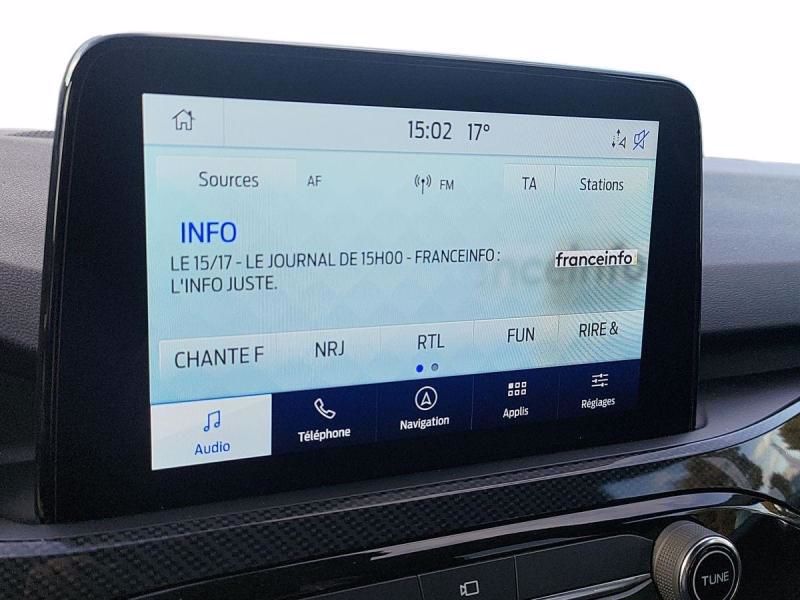 15:02 17°
Sources AF FM TA Stations
INFO
LE 15/17 - LE JOURNAL DE 15H00 - FRANCEINFO :
L'INFO JUSTE.
franceinfo
CHANTE F NRJ RTL FUN RIRE &
Audio Téléphone Navigation Applis Réglages
TUNE